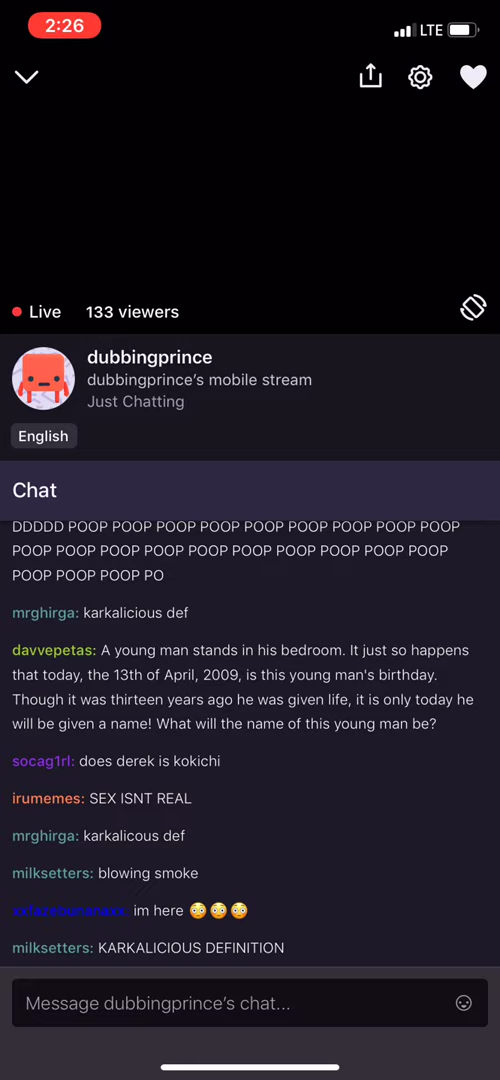 2:26
LTE
Live 133 viewers
dubbingprince
dubbingprince's mobile stream
Just Chatting
English
Chat
DDDDD POOP POOP POOP POOP POOP POOP POOP POOP POOP
POOP POOP POOP POOP POOP POOP POOP POOP POOP POOP
POOP POOP POOP PO
mrghirga: karkalicious def
davvepetas: A young man stands in his bedroom. It just so happens
that today, the 13th of April, 2009, is this young man's birthday.
Though it was thirteen years ago he was given life, it is only today he
will be given a name! What will the name of this young man be?
socag1rl: does derek is kokichi
irumemes: SEX ISNT REAL
mrghirga: karkalicous def
milksetters: blowing smoke
im here 😳😳😳
milksetters: KARKALICIOUS DEFINITION
Message dubbingprince's chat...